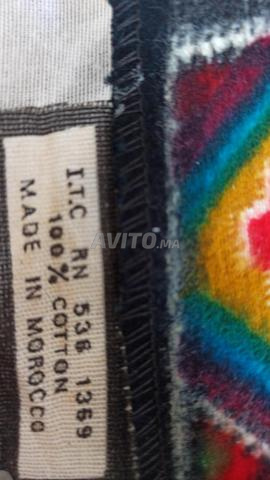 I.T.C RN 536 1369
100% COTTON
MADE IN MOROCCO
AVITO.MA